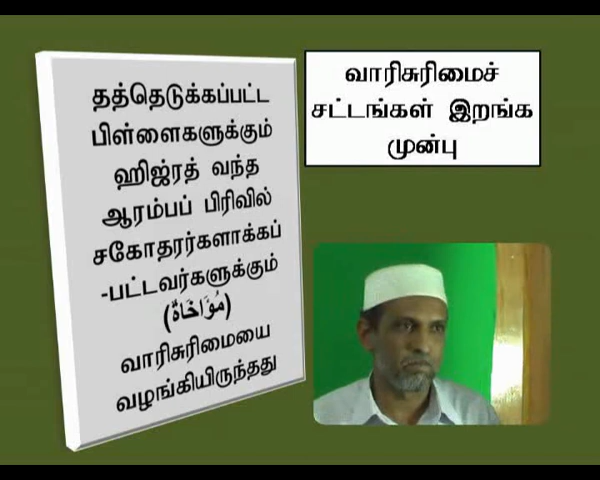 வாரிசுரிமைச்
சட்டங்கள் இறங்க
முன்பு
தத்தெடுக்கப்பட்ட
பிள்ளைகளுக்கும்
ஹிஜ்ரத் வந்த
ஆரம்பப் பிரிவில்
சகோதரர்களாக்கப்
-பட்டவர்களுக்கும்
(مُؤَاخَاةٌ)
வாரிசுரிமையை
வழங்கியிருந்தது